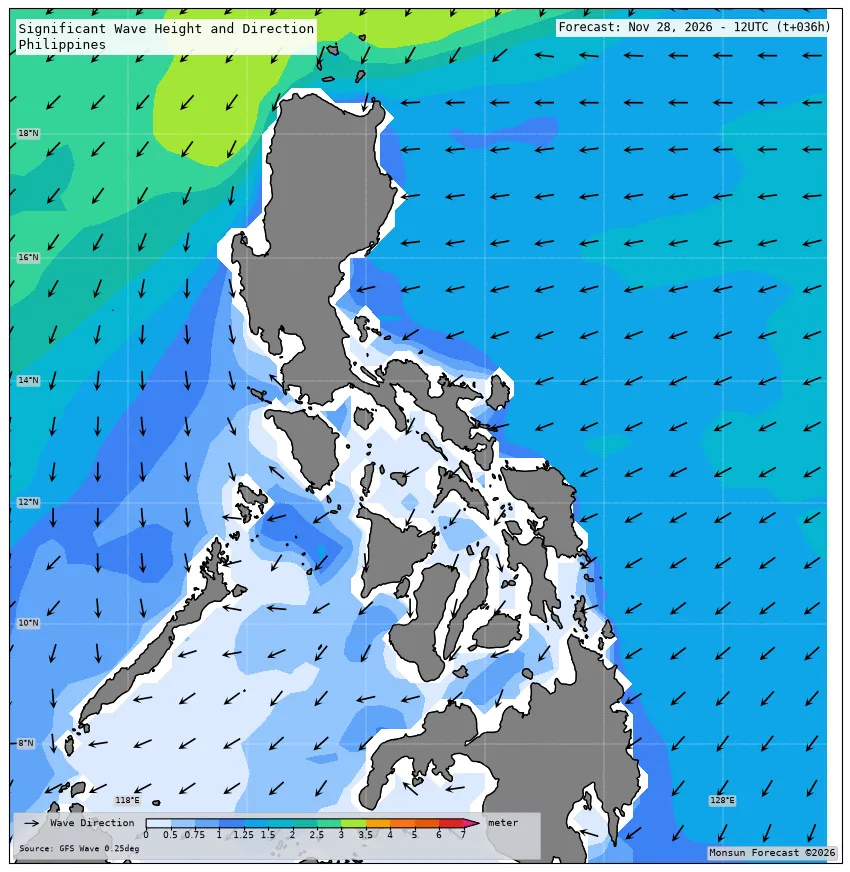 Significant Wave Height and Direction
Philippines
Forecast: Nov 28, 2026 - 12UTC (t+036h)
18°N
16°N
14°N
12°N
10°N
8°N
118°E
128°E
Wave Direction
0 0.5 0.75 1 1.25 1.5 2 2.5 3 3.5 4 5 6 7
meter
Source: GFS Wave 0.25deg
Monsun Forecast ©2026